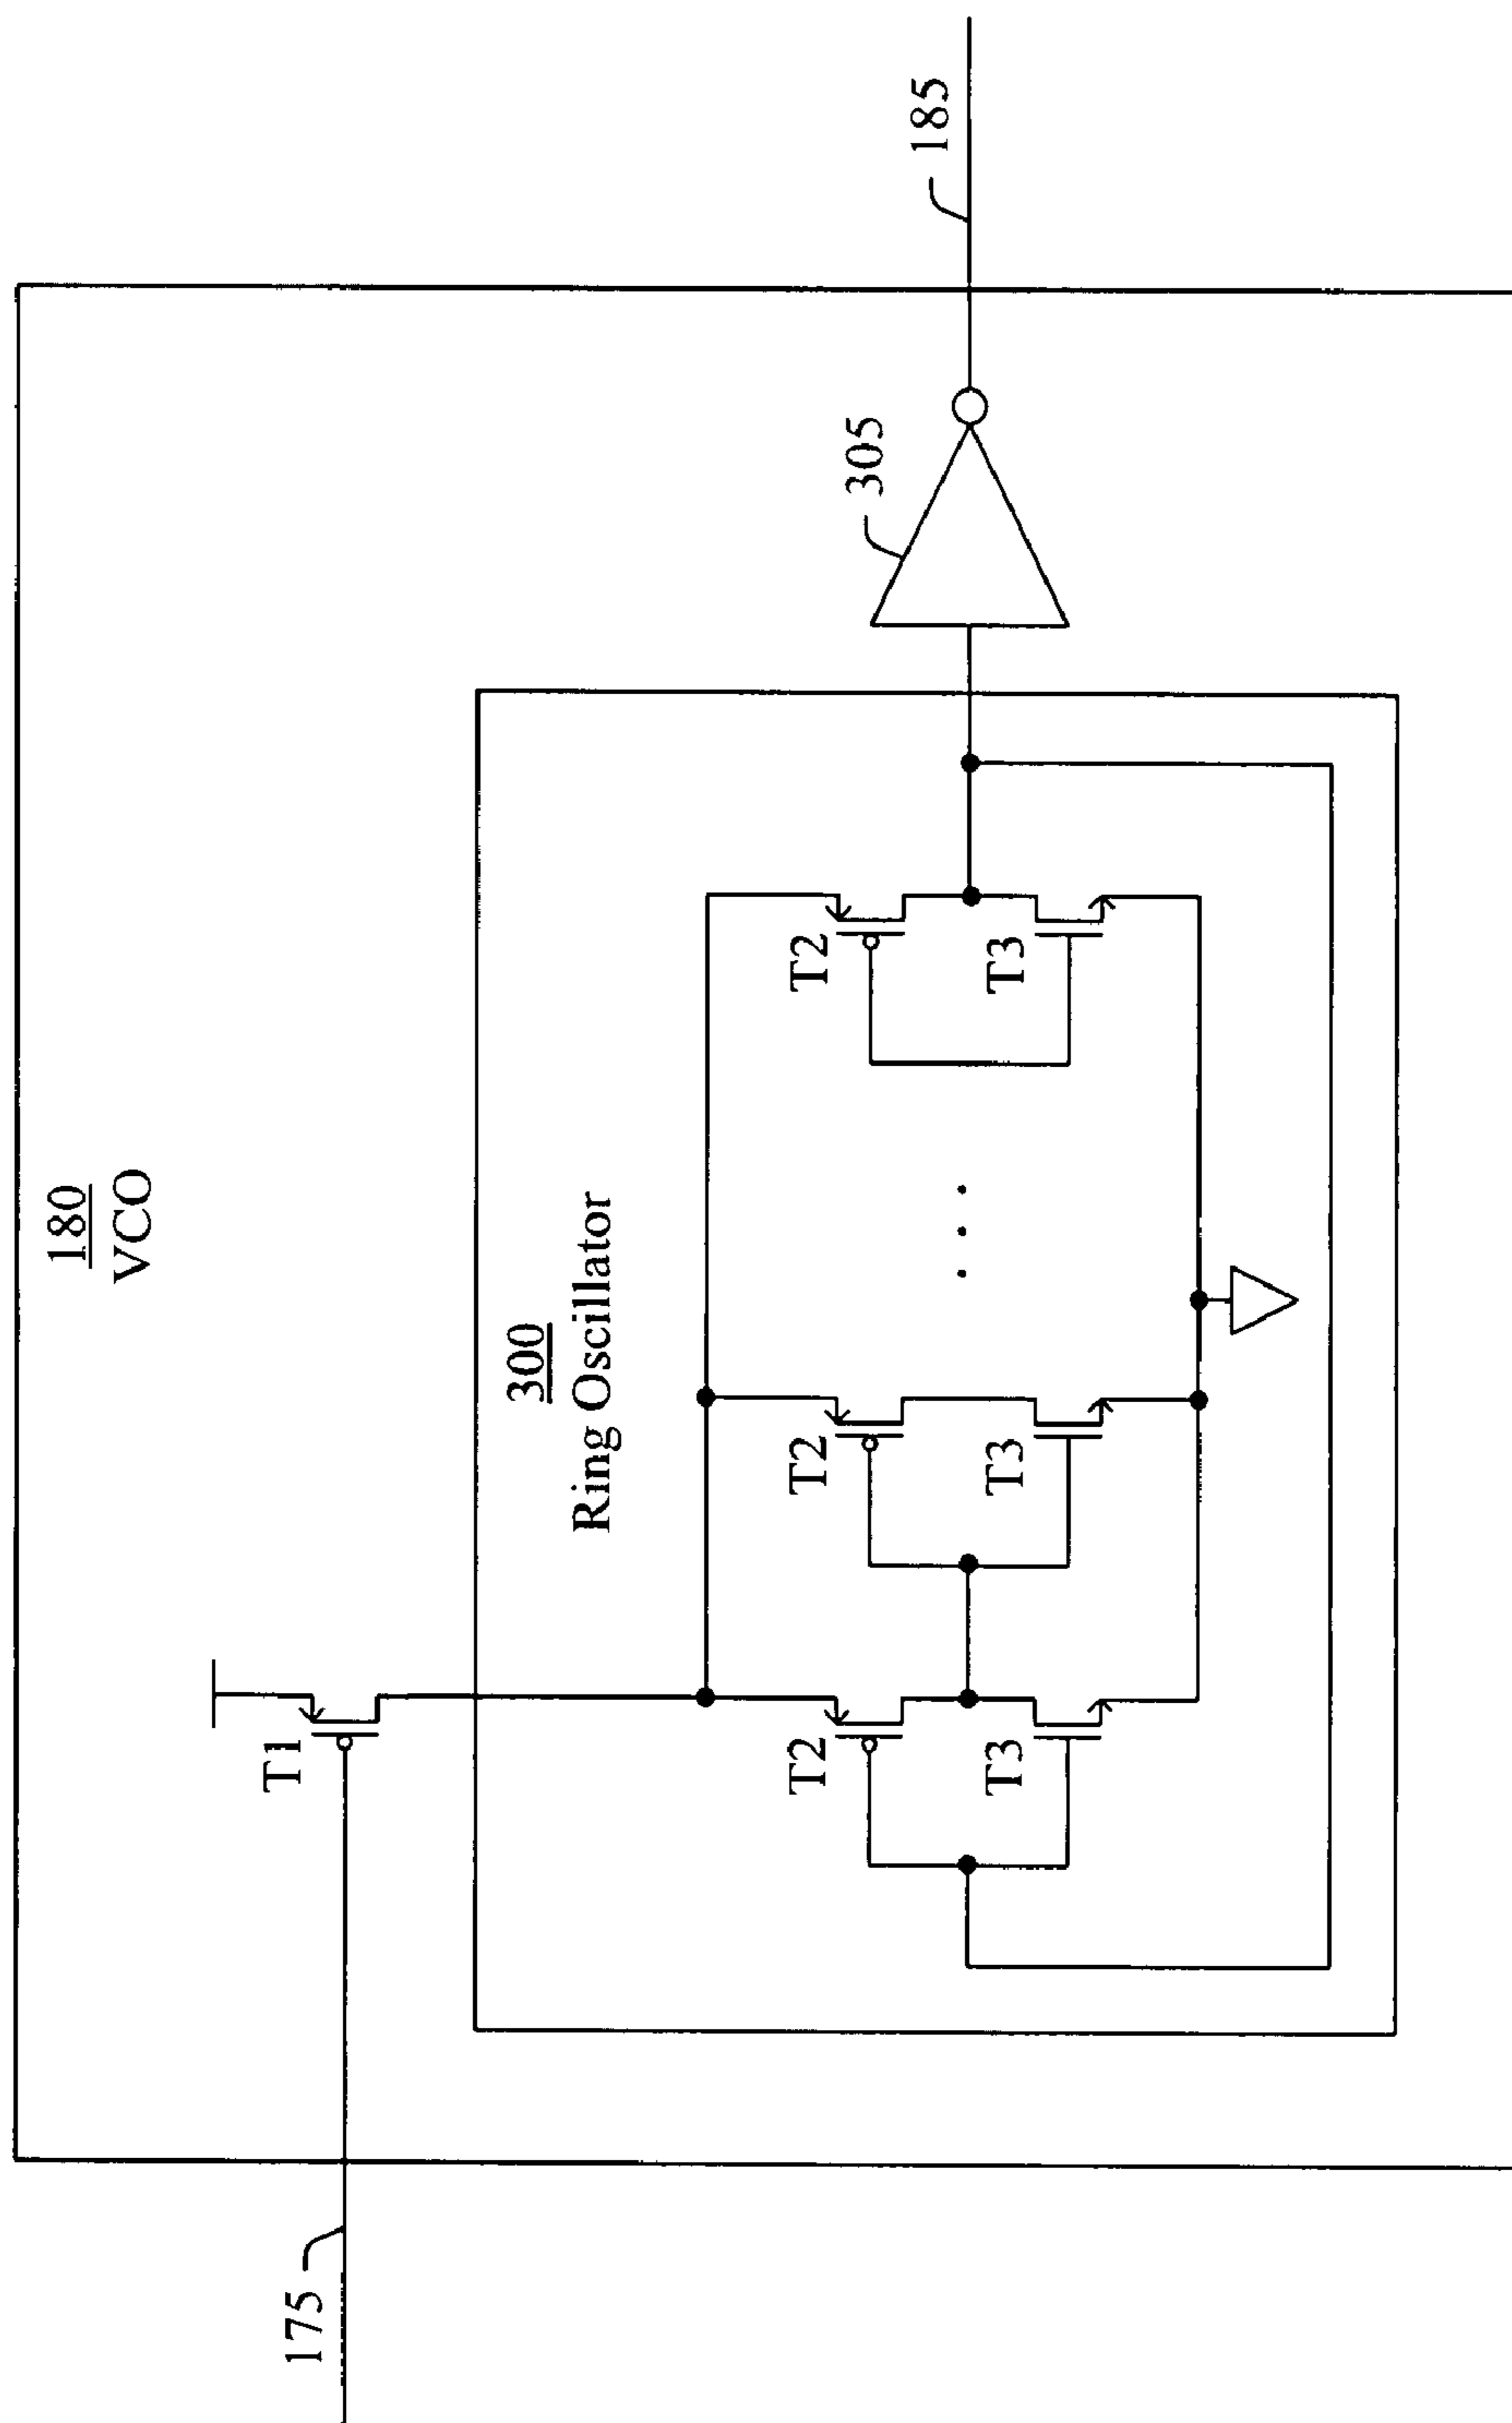 180
VCO
175
T1
300
Ring Oscillator
T2
T2
T2
T3
T3
T3
. . .
305
185